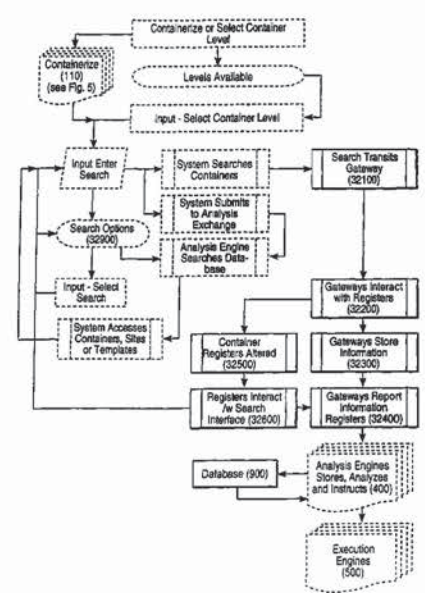 Containerize or Select Container
Level
Containerize
(110)
(see Fig. 5)
Levels Available
Input - Select Container Level
Input Enter
Search
System Searches
Containers
Search Transits
Gateway
(32100)
System Submits
to Analysis
Exchange
Search Options
(32900)
Analysis Engine
Searches Data-
base
Input - Select
Search
Gateways Interact
with Registers
(32200)
System Accesses
Containers, Sites
or Templates
Container
Registers Altered
(32500)
Gateways Store
Information
(32300)
Registers Interact
/w Search
Interface (32600)
Gateways Report
Information
Registers (32400)
Database (900)
Analysis Engines
Stores, Analyzes
and Instructs (400)
Execution
Engines
(500)